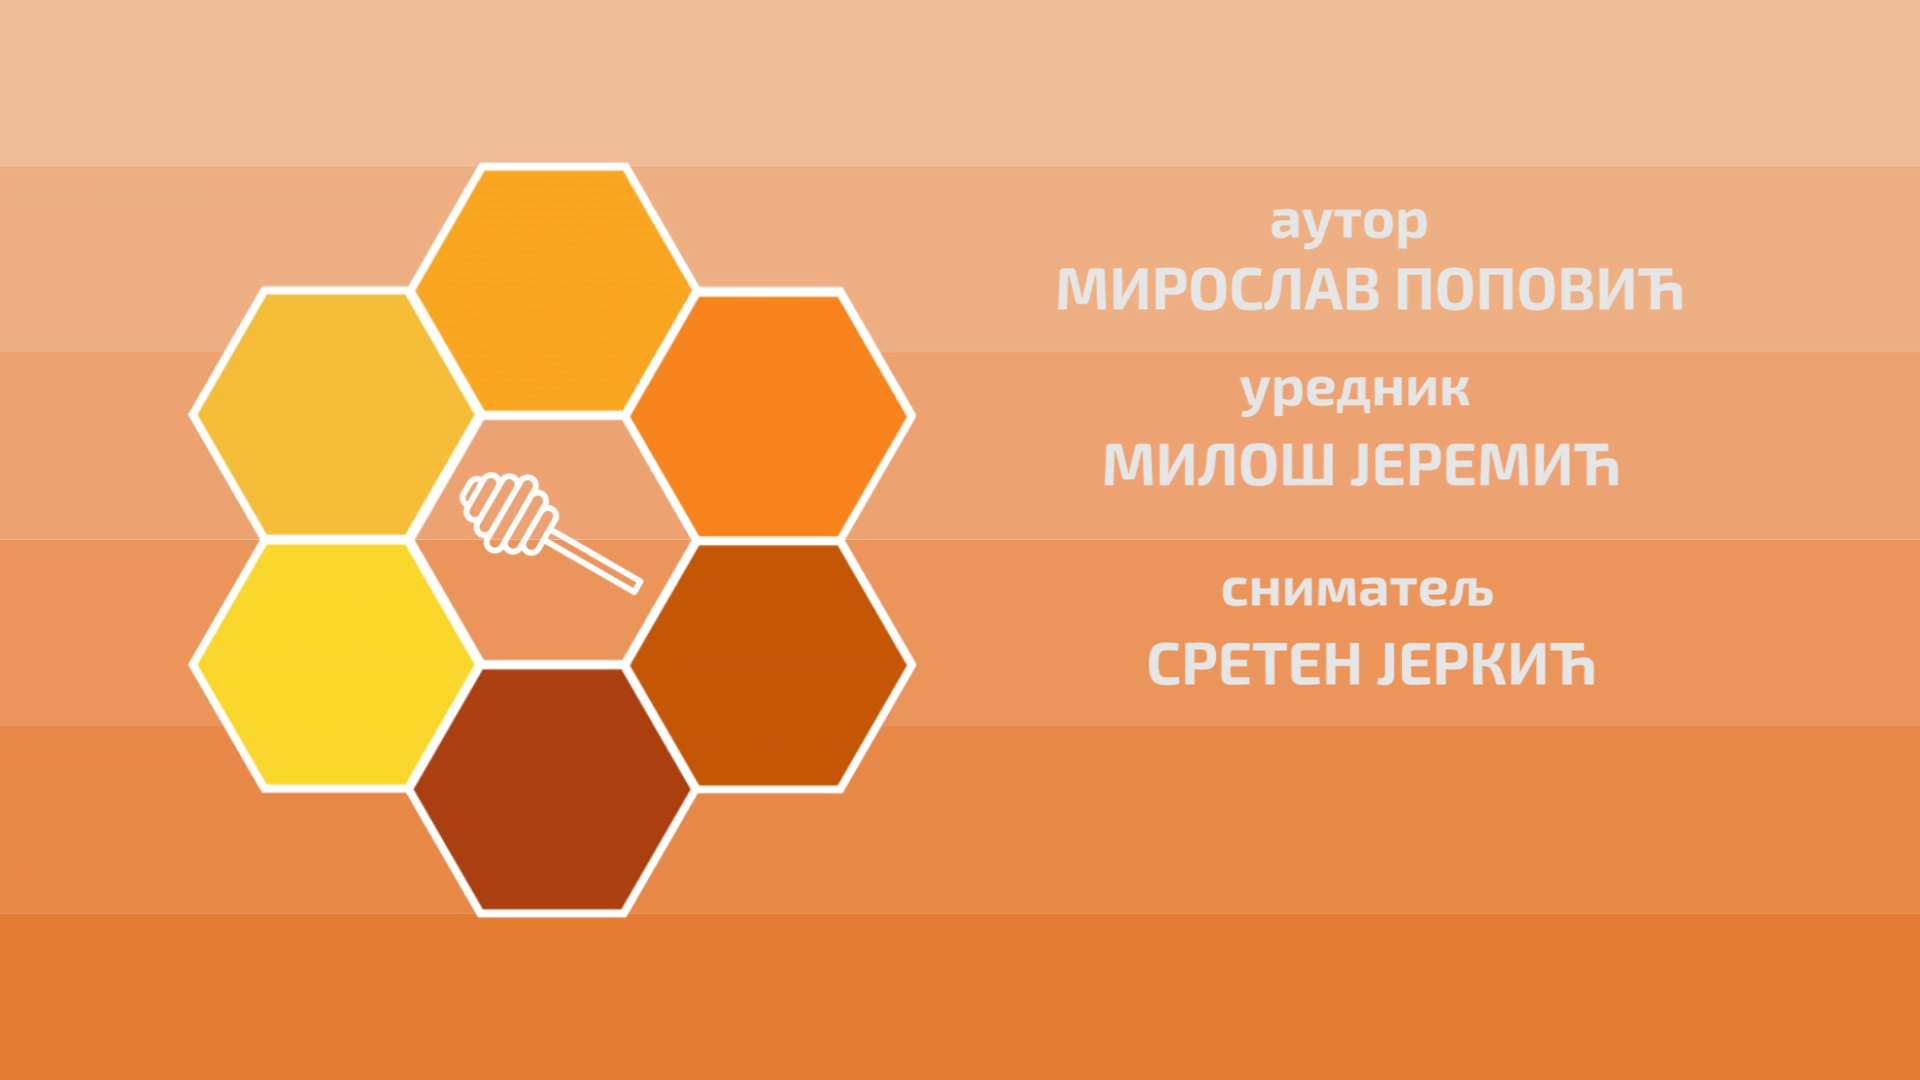 аутор
МИРОСЛАВ ПОПОВИЋ
уредник
МИЛОШ ЈЕРЕМИЋ
сниматељ
СРЕТЕН ЈЕРКИЋ